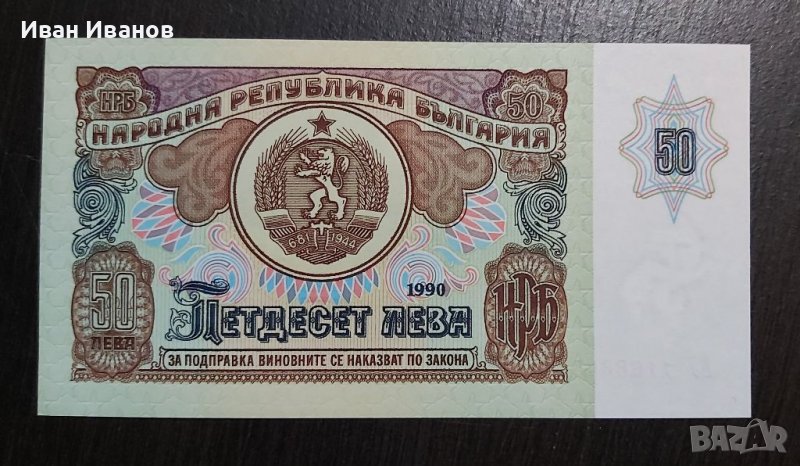 Иван Иванов
НРБ
50
НАРОДНА РЕПУБЛИКА БЪЛГАРИЯ
50
681 1944
1990
50
ЛЕВА
ПЕТДЕСЕТ ЛЕВА
НРБ
ЗА ПОДПРАВКА ВИНОВНИТЕ СЕ НАКАЗВАТ ПО ЗАКОНА
BAZAR